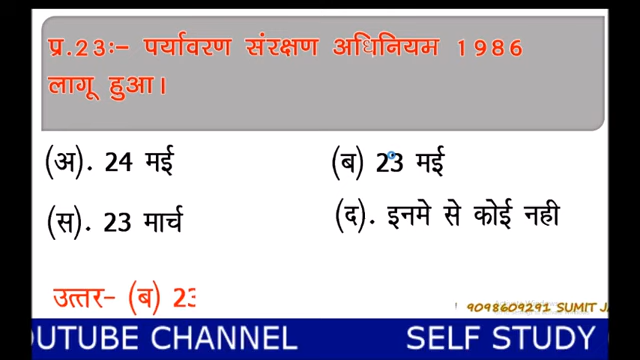 प्र.23ः- पर्यावरण संरक्षण अधिनियम 1986
लागू हुआ।
(अ). 24 मई
(ब) 23 मई
(स). 23 मार्च
(द). इनमे से कोई नही
उत्तर- (ब) 23
9098609291 SUMIT JA
OUTUBE CHANNEL SELF STUDY